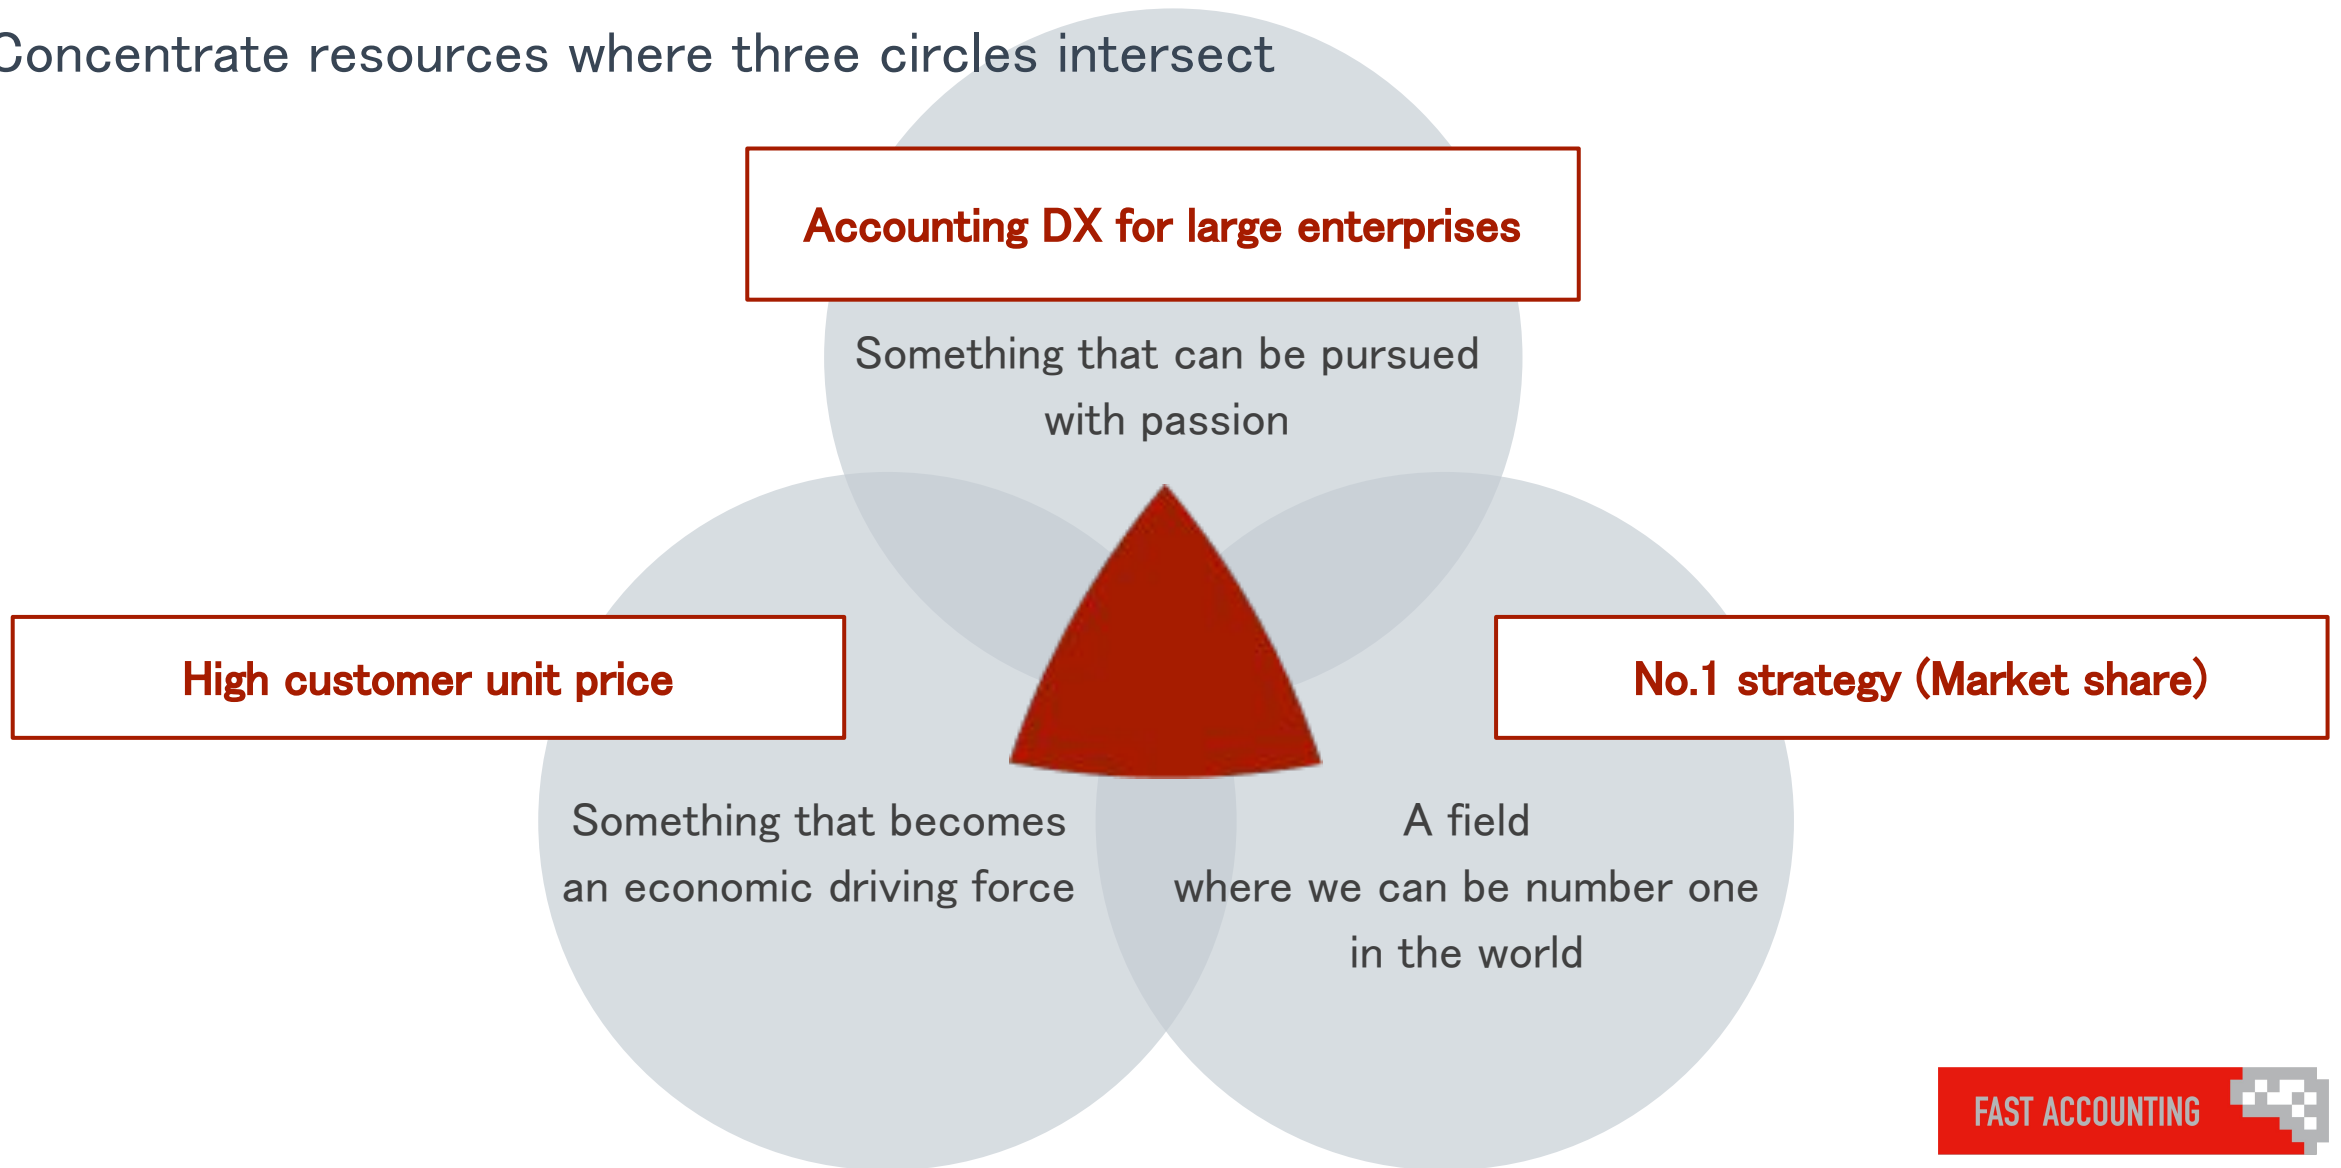 Concentrate resources where three circles intersect
Accounting DX for large enterprises
Something that can be pursued
with passion
High customer unit price
No.1 strategy (Market share)
Something that becomes
an economic driving force
A field
where we can be number one
in the world
FAST ACCOUNTING